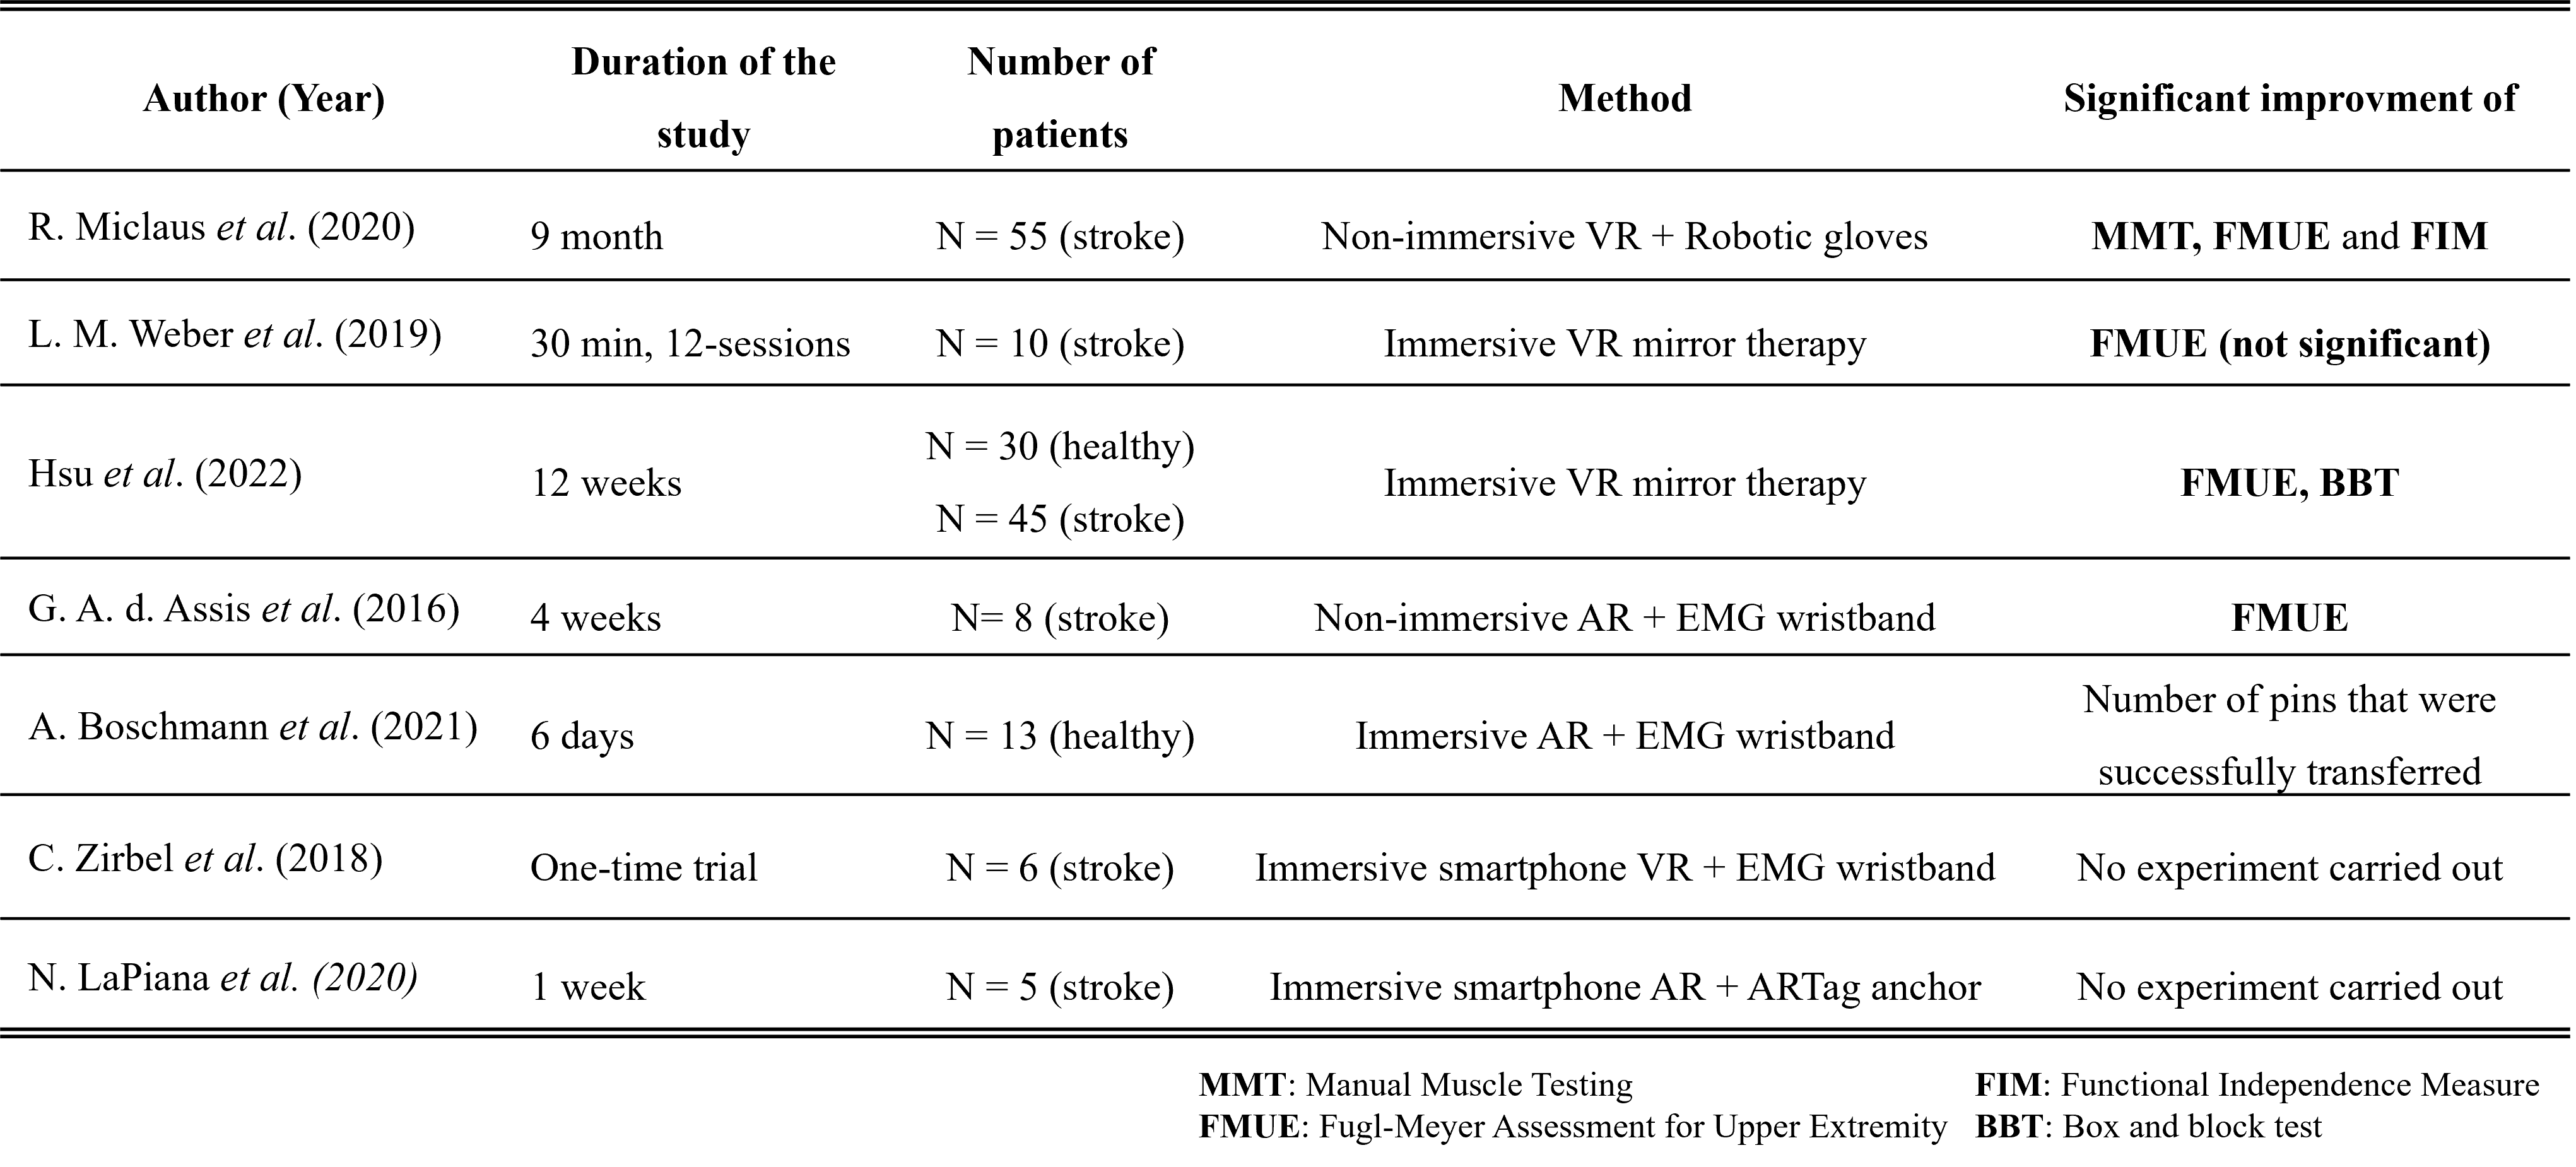 Author (Year) Duration of the study Number of patients Method Significant improvment of
R. Miclaus et al. (2020) 9 month N = 55 (stroke) Non-immersive VR + Robotic gloves MMT, FMUE and FIM
L. M. Weber et al. (2019) 30 min, 12-sessions N = 10 (stroke) Immersive VR mirror therapy FMUE (not significant)
Hsu et al. (2022) 12 weeks N = 30 (healthy) N = 45 (stroke) Immersive VR mirror therapy FMUE, BBT
G. A. d. Assis et al. (2016) 4 weeks N= 8 (stroke) Non-immersive AR + EMG wristband FMUE
A. Boschmann et al. (2021) 6 days N = 13 (healthy) Immersive AR + EMG wristband Number of pins that were successfully transferred
C. Zirbel et al. (2018) One-time trial N = 6 (stroke) Immersive smartphone VR + EMG wristband No experiment carried out
N. LaPiana et al. (2020) 1 week N = 5 (stroke) Immersive smartphone AR + ARTag anchor No experiment carried out
MMT: Manual Muscle Testing FIM: Functional Independence Measure
FMUE: Fugl-Meyer Assessment for Upper Extremity BBT: Box and block test